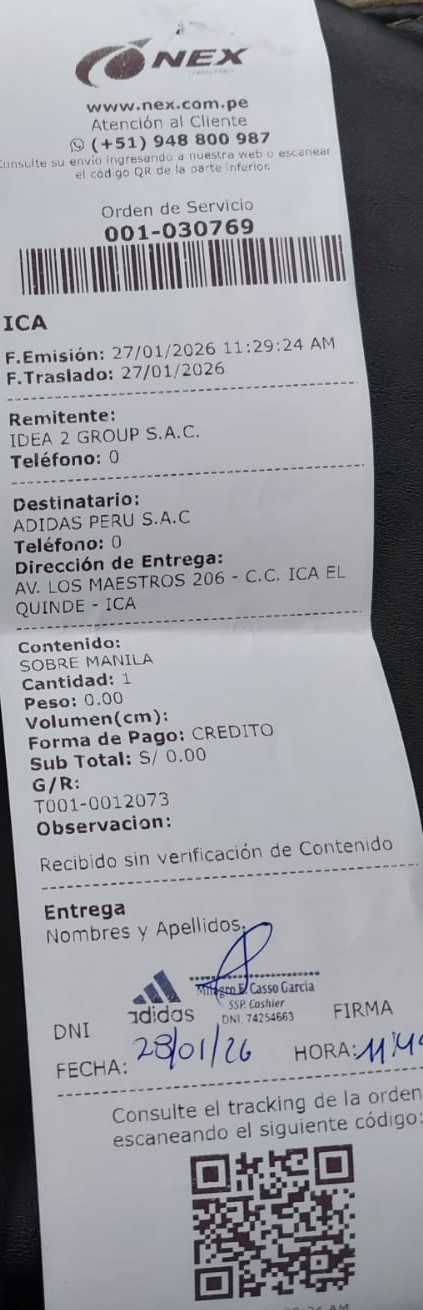 NEX
www.nex.com.pe
Atención al Cliente
(+51) 948 800 987
Consulte su envío ingresando a nuestra web o escanear
el código QR de la parte inferior.
Orden de Servicio
001-030769
ICA
F.Emisión: 27/01/2026 11:29:24 AM
F.Traslado: 27/01/2026
Remitente:
IDEA 2 GROUP S.A.C.
Teléfono: 0
Destinatario:
ADIDAS PERU S.A.C
Teléfono: 0
Dirección de Entrega:
AV. LOS MAESTROS 206 - C.C. ICA EL
QUINDE - ICA
Contenido:
SOBRE MANILA
Cantidad: 1
Peso: 0.00
Volumen(cm):
Forma de Pago: CREDITO
Sub Total: S/ 0.00
G/R:
T001-0012073
Observacion:
Recibido sin verificación de Contenido
Entrega
Nombres y Apellidos:
Milagro E. Casso Garcia
SSP. Cashier
adidas DNI. 74254663
DNI FIRMA
FECHA: 28/01/26 HORA: 11:4
Consulte el tracking de la orden
escaneando el siguiente código: